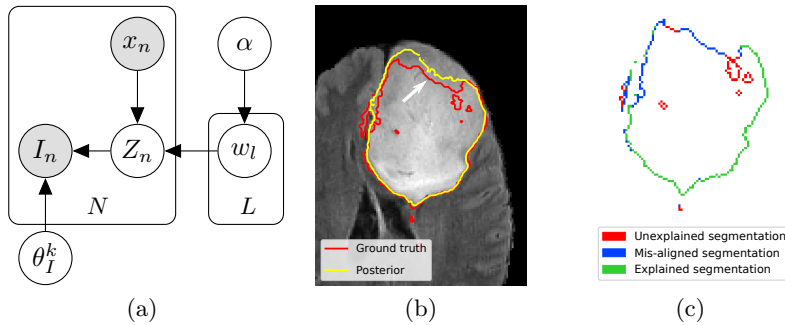 x_n
α
I_n
Z_n
w_l
N
L
θ_I^k
(a)
Ground truth
Posterior
(b)
Unexplained segmentation
Mis-aligned segmentation
Explained segmentation
(c)